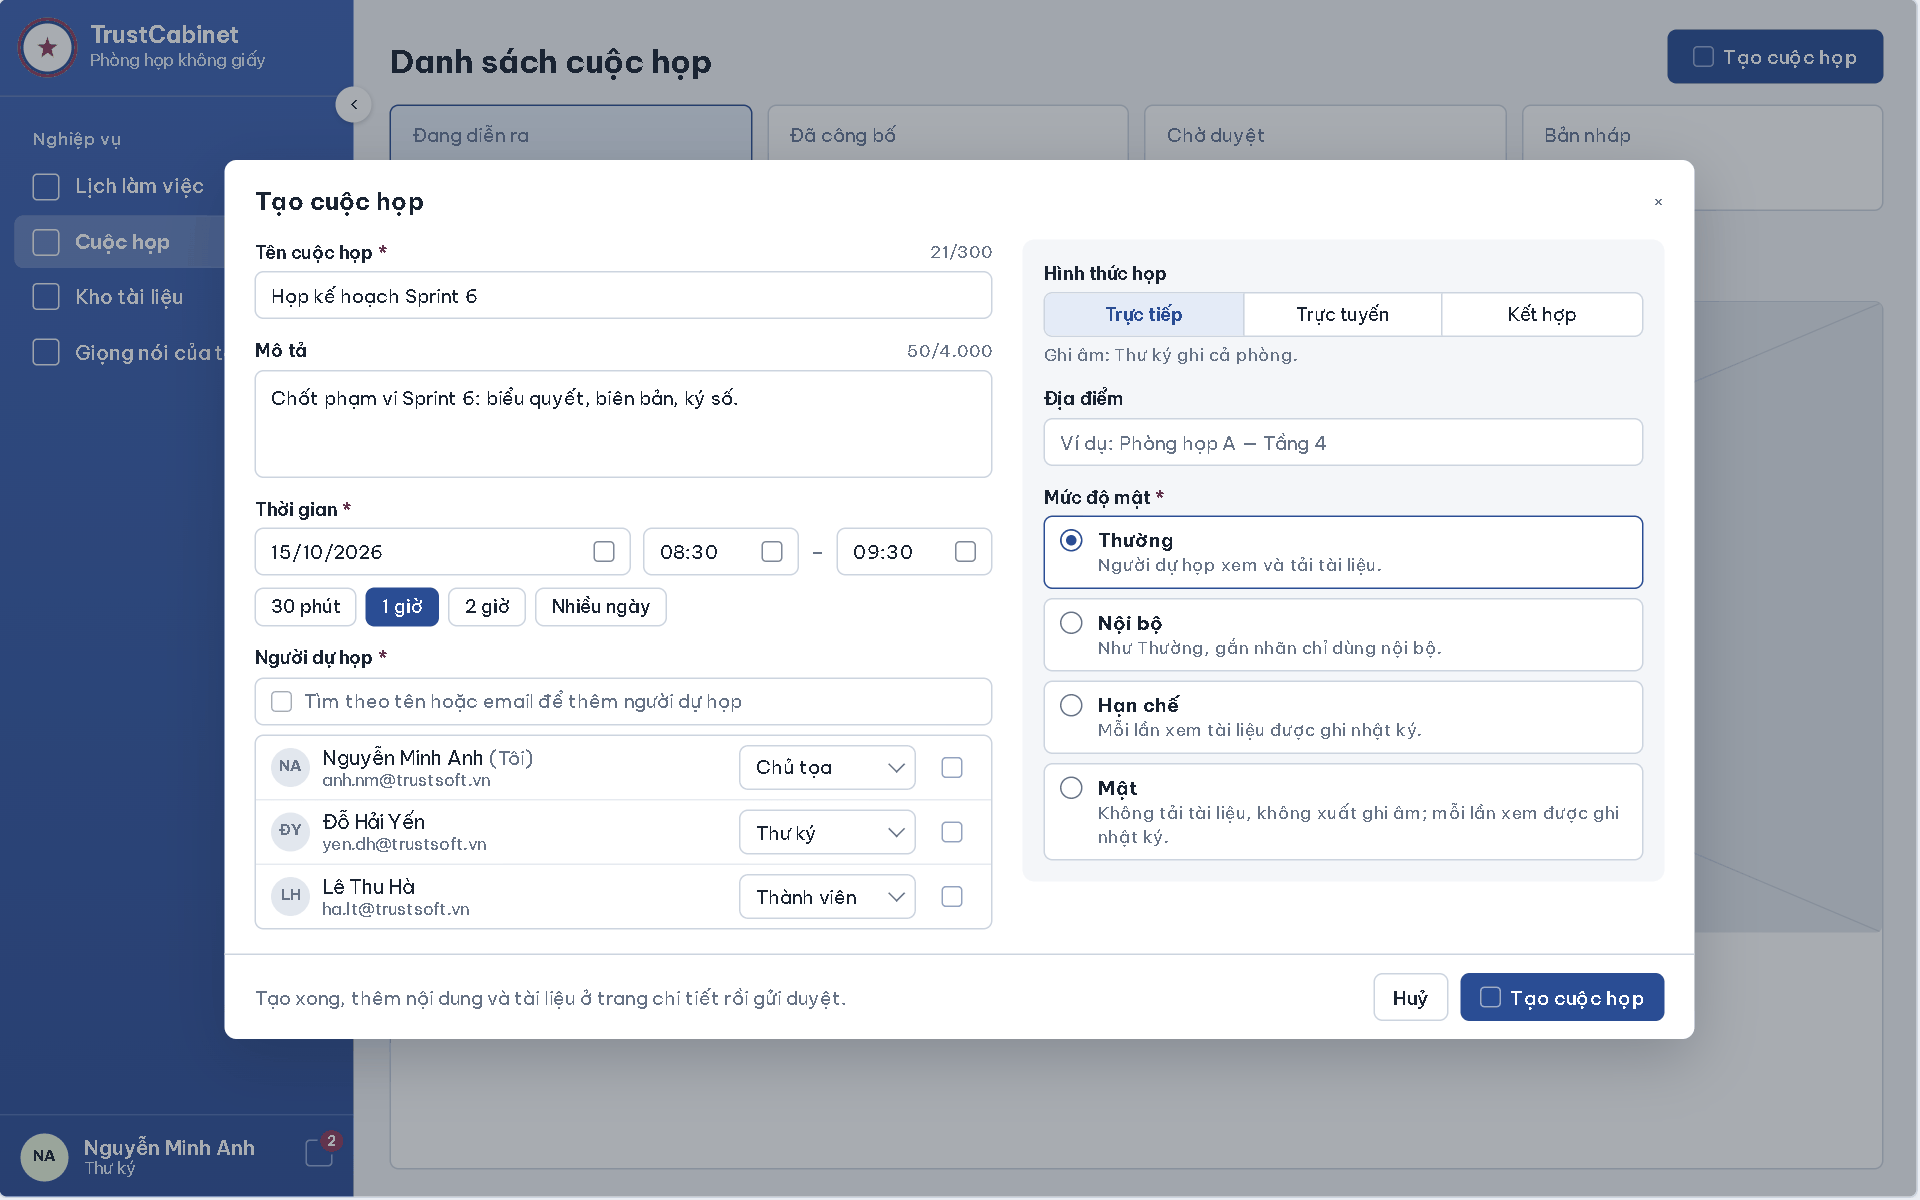 TrustCabinet
Phòng họp không giấy
Nghiệp vụ
Lịch làm việc
Cuộc họp
Kho tài liệu
Giọng nói của t
Nguyễn Minh Anh
Thư ký
NA
2
Danh sách cuộc họp
Tạo cuộc họp
Đang diễn ra
Đã công bố
Chờ duyệt
Bản nháp
Tạo cuộc họp
×
Tên cuộc họp *
21/300
Họp kế hoạch Sprint 6
Mô tả
50/4.000
Chốt phạm vi Sprint 6: biểu quyết, biên bản, ký số.
Thời gian *
15/10/2026
08:30
–
09:30
30 phút
1 giờ
2 giờ
Nhiều ngày
Người dự họp *
Tìm theo tên hoặc email để thêm người dự họp
NA
Nguyễn Minh Anh (Tôi)
anh.nm@trustsoft.vn
Chủ tọa
ĐY
Đỗ Hải Yến
yen.dh@trustsoft.vn
Thư ký
LH
Lê Thu Hà
ha.lt@trustsoft.vn
Thành viên
Hình thức họp
Trực tiếp
Trực tuyến
Kết hợp
Ghi âm: Thư ký ghi cả phòng.
Địa điểm
Ví dụ: Phòng họp A — Tầng 4
Mức độ mật *
Thường
Người dự họp xem và tải tài liệu.
Nội bộ
Như Thường, gắn nhãn chỉ dùng nội bộ.
Hạn chế
Mỗi lần xem tài liệu được ghi nhật ký.
Mật
Không tải tài liệu, không xuất ghi âm; mỗi lần xem được ghi
nhật ký.
Tạo xong, thêm nội dung và tài liệu ở trang chi tiết rồi gửi duyệt.
Huỷ
Tạo cuộc họp